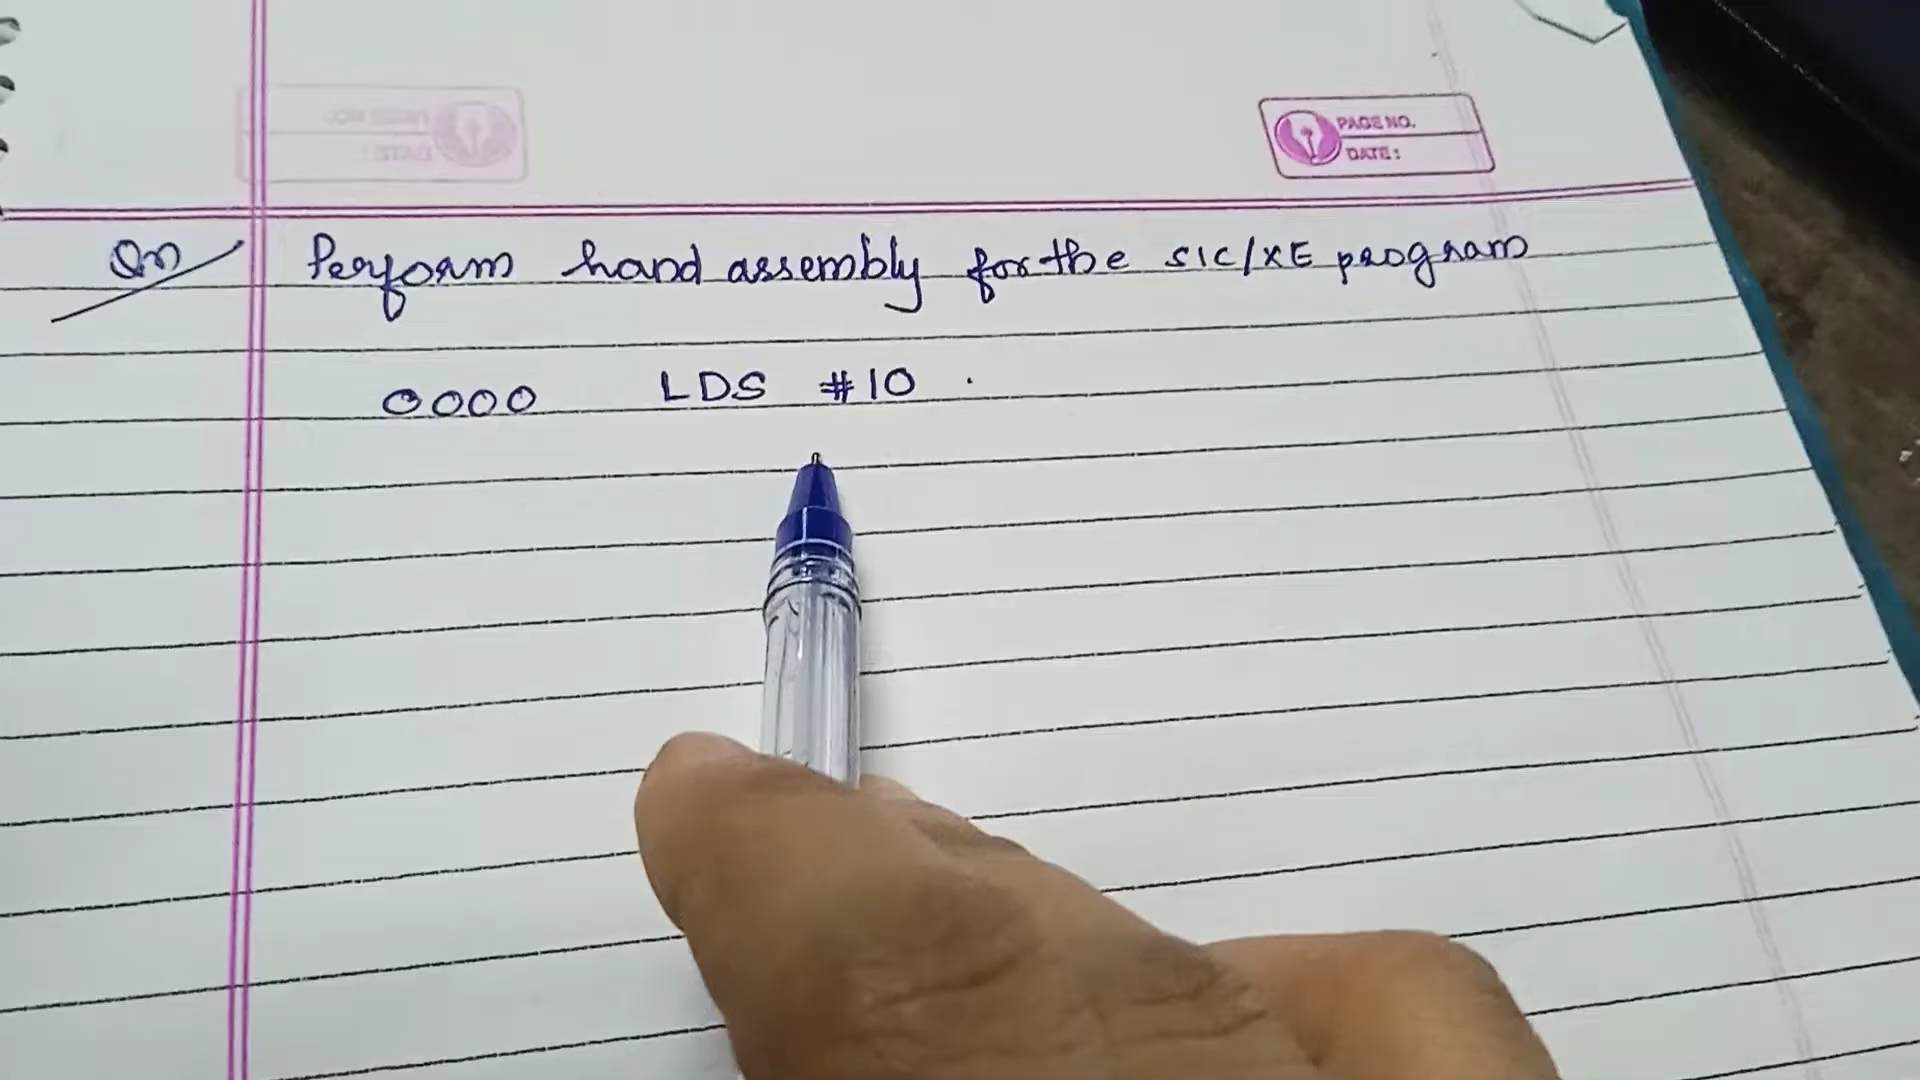 PAGE NO.
DATE:
Qn Perform hand assembly for the SIC/XE program
0000 LDS #10 .